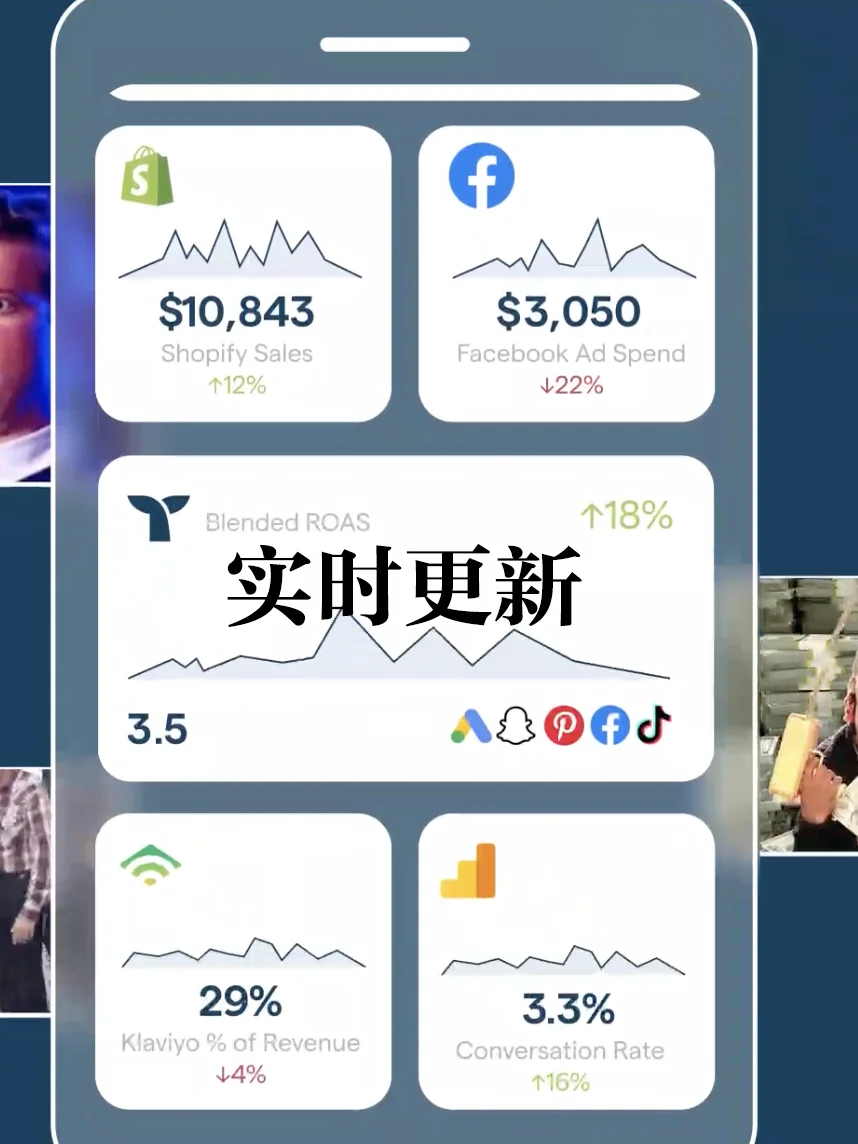 $10,843
Shopify Sales
↑12%
$3,050
Facebook Ad Spend
↓22%
Blended ROAS
↑18%
实时更新
3.5
29%
Klaviyo % of Revenue
↓4%
3.3%
Conversation Rate
↑16%